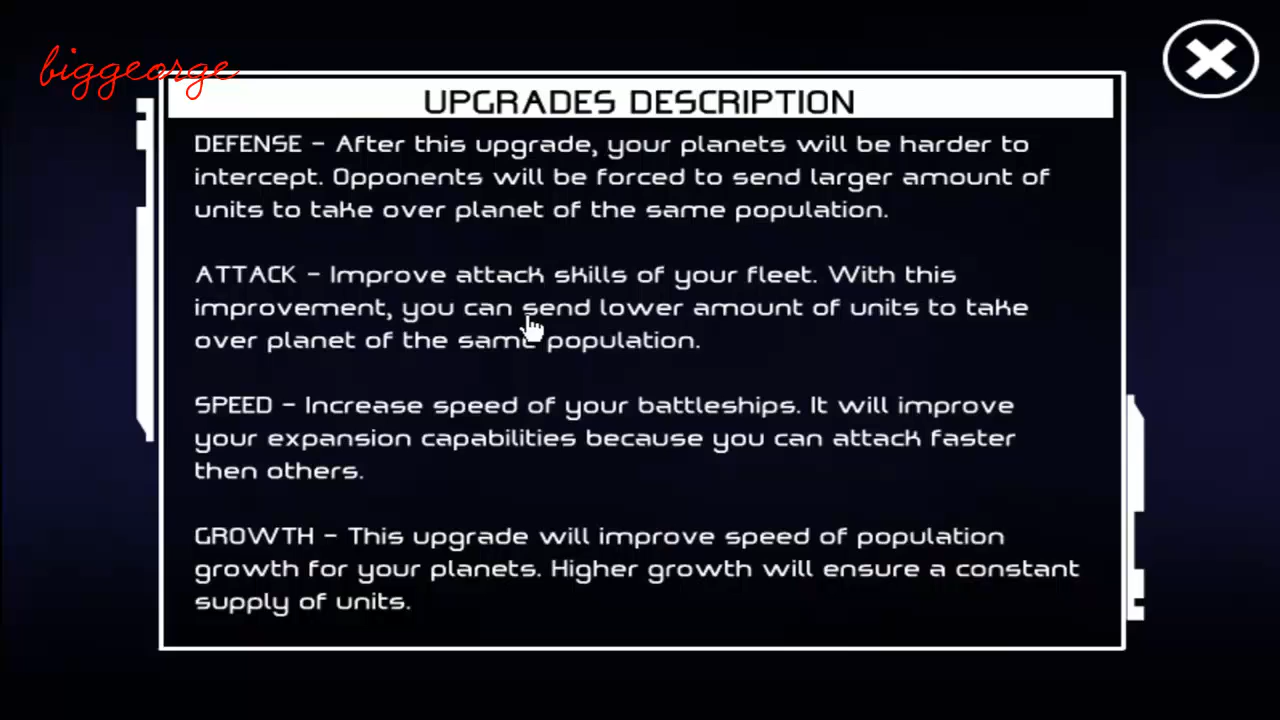 biggeorge
UPGRADES DESCRIPTION
DEFENSE - After this upgrade, your planets will be harder to
intercept. Opponents will be forced to send larger amount of
units to take over planet of the same population.
ATTACK - Improve attack skills of your fleet. With this
improvement, you can send lower amount of units to take
over planet of the same population.
SPEED - Increase speed of your battleships. It will improve
your expansion capabilities because you can attack faster
then others.
GROWTH - This upgrade will improve speed of population
growth for your planets. Higher growth will ensure a constant
supply of units.